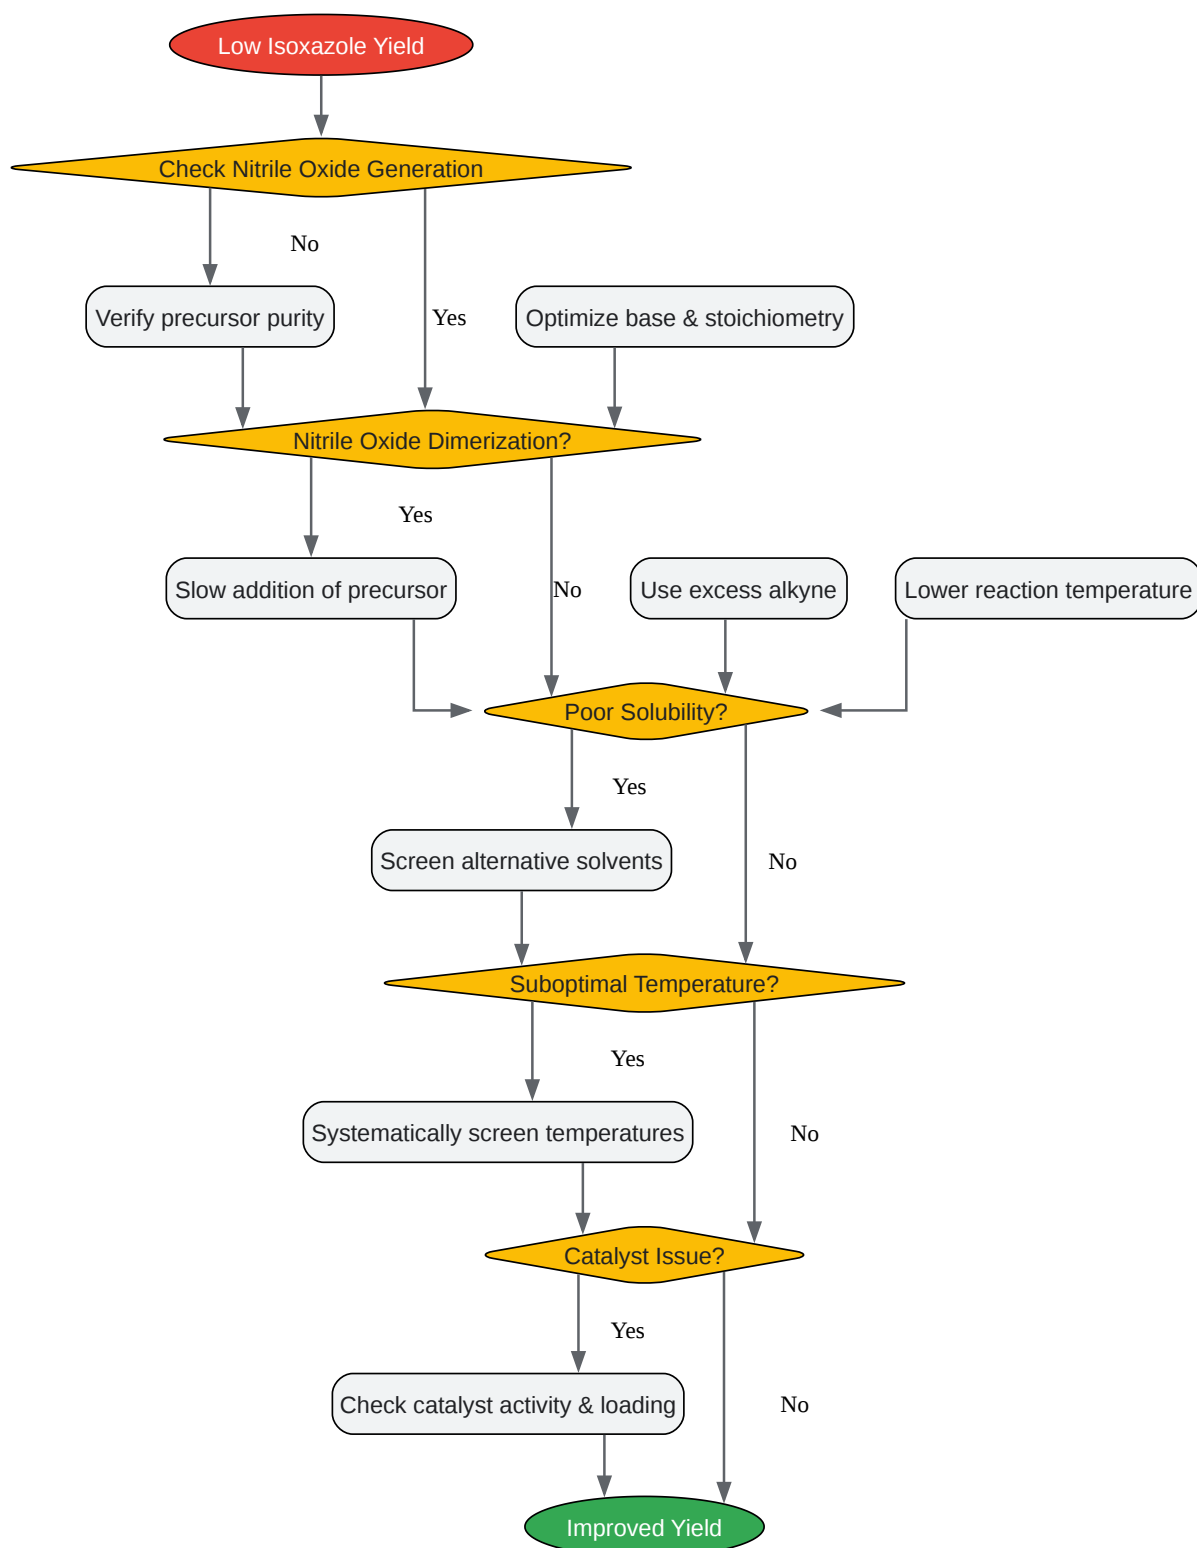 Low Isoxazole Yield
Check Nitrile Oxide Generation
No
Verify precursor purity
Yes
Optimize base & stoichiometry
Nitrile Oxide Dimerization?
Yes
Slow addition of precursor
No
Use excess alkyne
Lower reaction temperature
Poor Solubility?
Yes
Screen alternative solvents
No
Suboptimal Temperature?
Yes
Systematically screen temperatures
No
Catalyst Issue?
Yes
Check catalyst activity & loading
No
Improved Yield